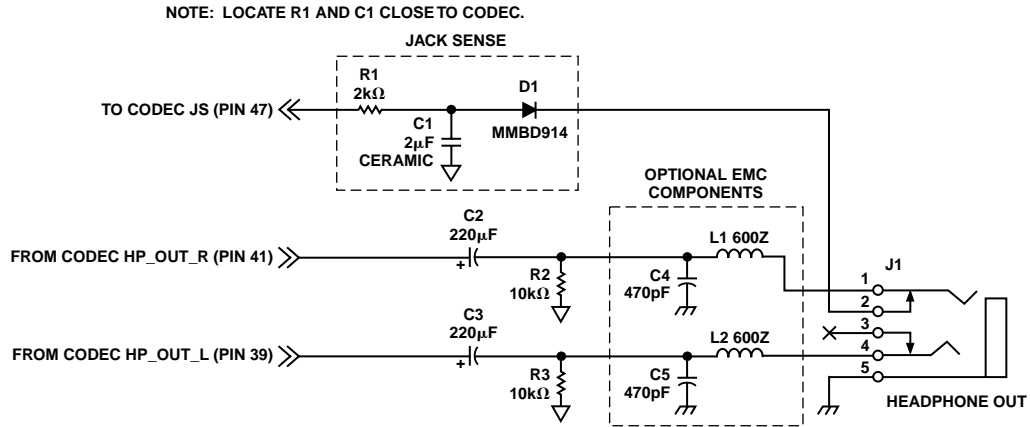 NOTE: LOCATE R1 AND C1 CLOSE TO CODEC.
JACK SENSE
R1
2kΩ
D1
TO CODEC JS (PIN 47)
C1
2μF
CERAMIC
MMBD914
OPTIONAL EMC
COMPONENTS
C2
220μF
L1 600Z
FROM CODEC HP_OUT_R (PIN 41)
+
R2
10kΩ
C4
470pF
J1
1
2
3
4
5
C3
220μF
L2 600Z
FROM CODEC HP_OUT_L (PIN 39)
+
R3
10kΩ
C5
470pF
HEADPHONE OUT